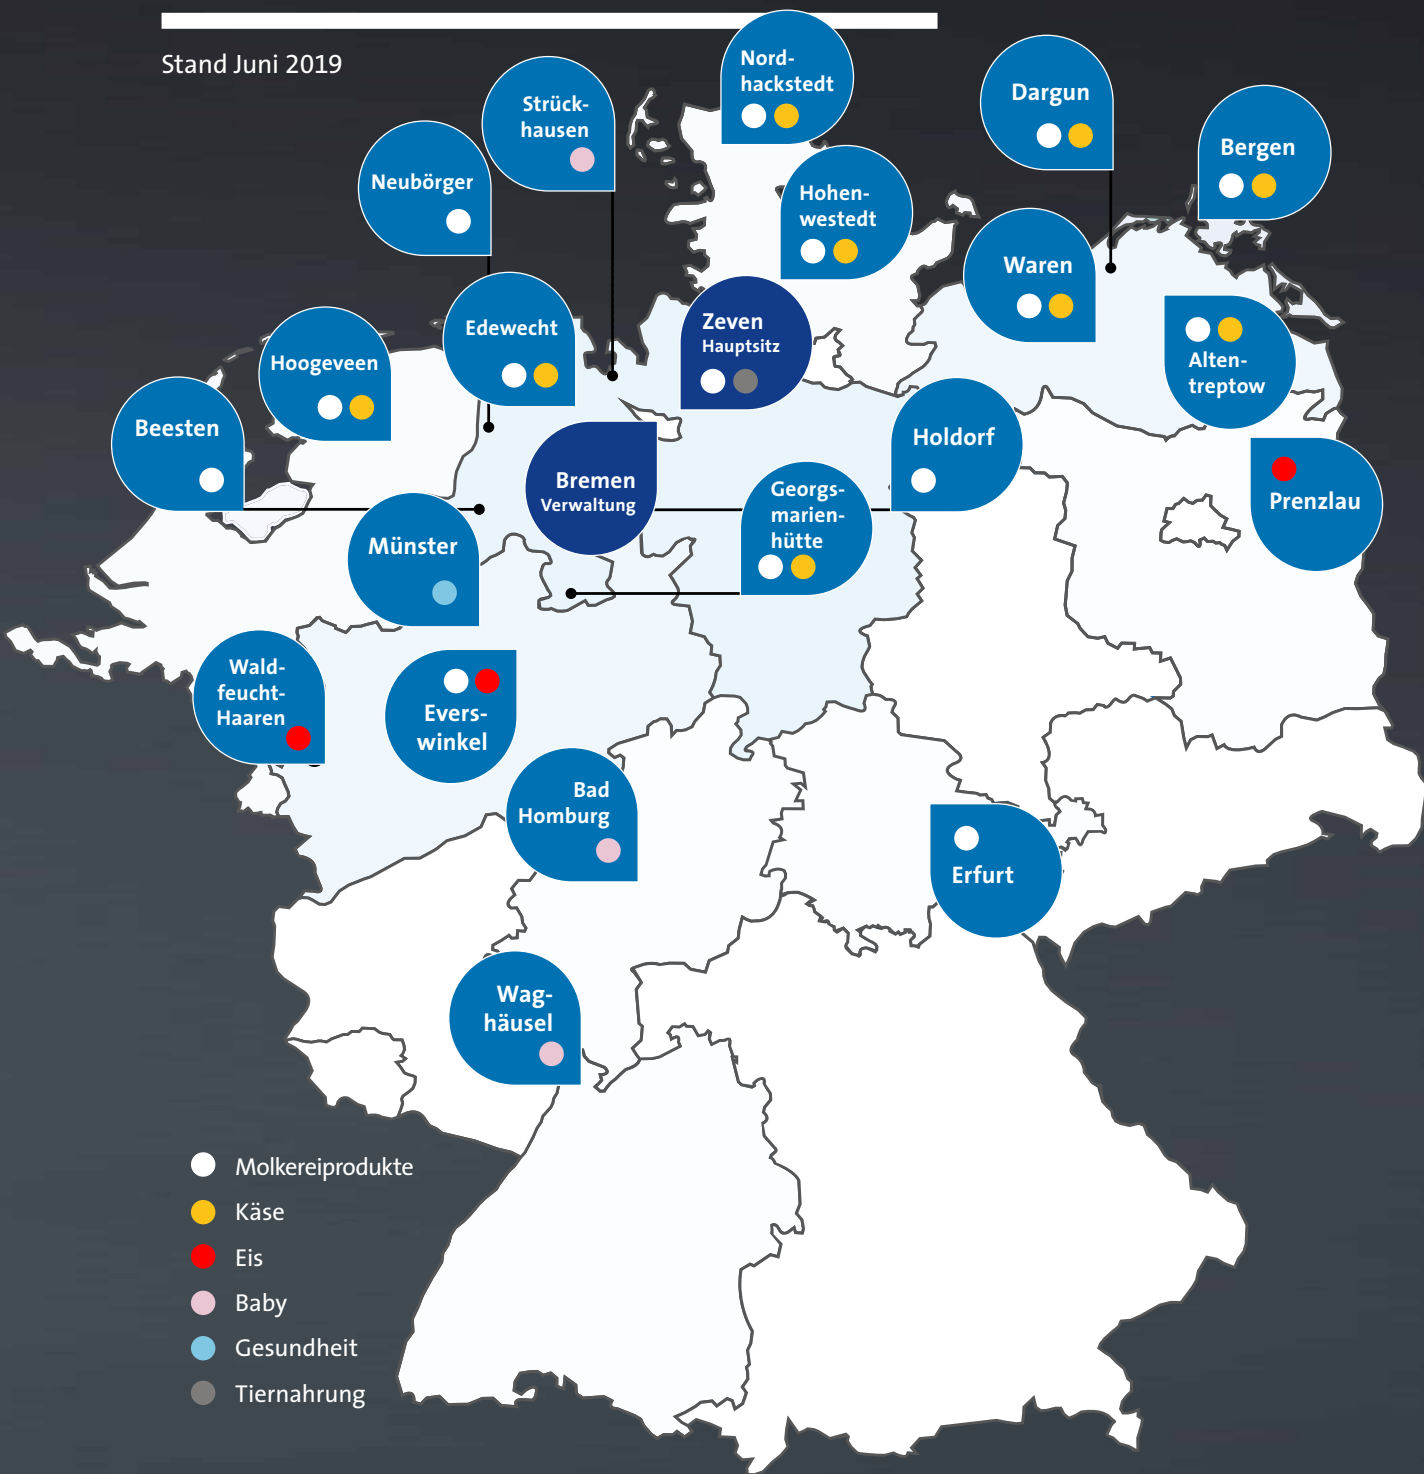 Stand Juni 2019
Nord-
hackstedt
Strück-
hausen
Dargun
Bergen
Neubörger
Hohen-
westedt
Waren
Edewecht
Zeven
Hauptsitz
Hoogeveen
Alten-
treptow
Beesten
Holdorf
Bremen
Verwaltung
Georgs-
marien-
hütte
Prenzlau
Münster
Wald-
feucht-
Haaren
Evers-
winkel
Bad
Homburg
Erfurt
Wag-
häusel
Molkereiprodukte
Käse
Eis
Baby
Gesundheit
Tiernahrung